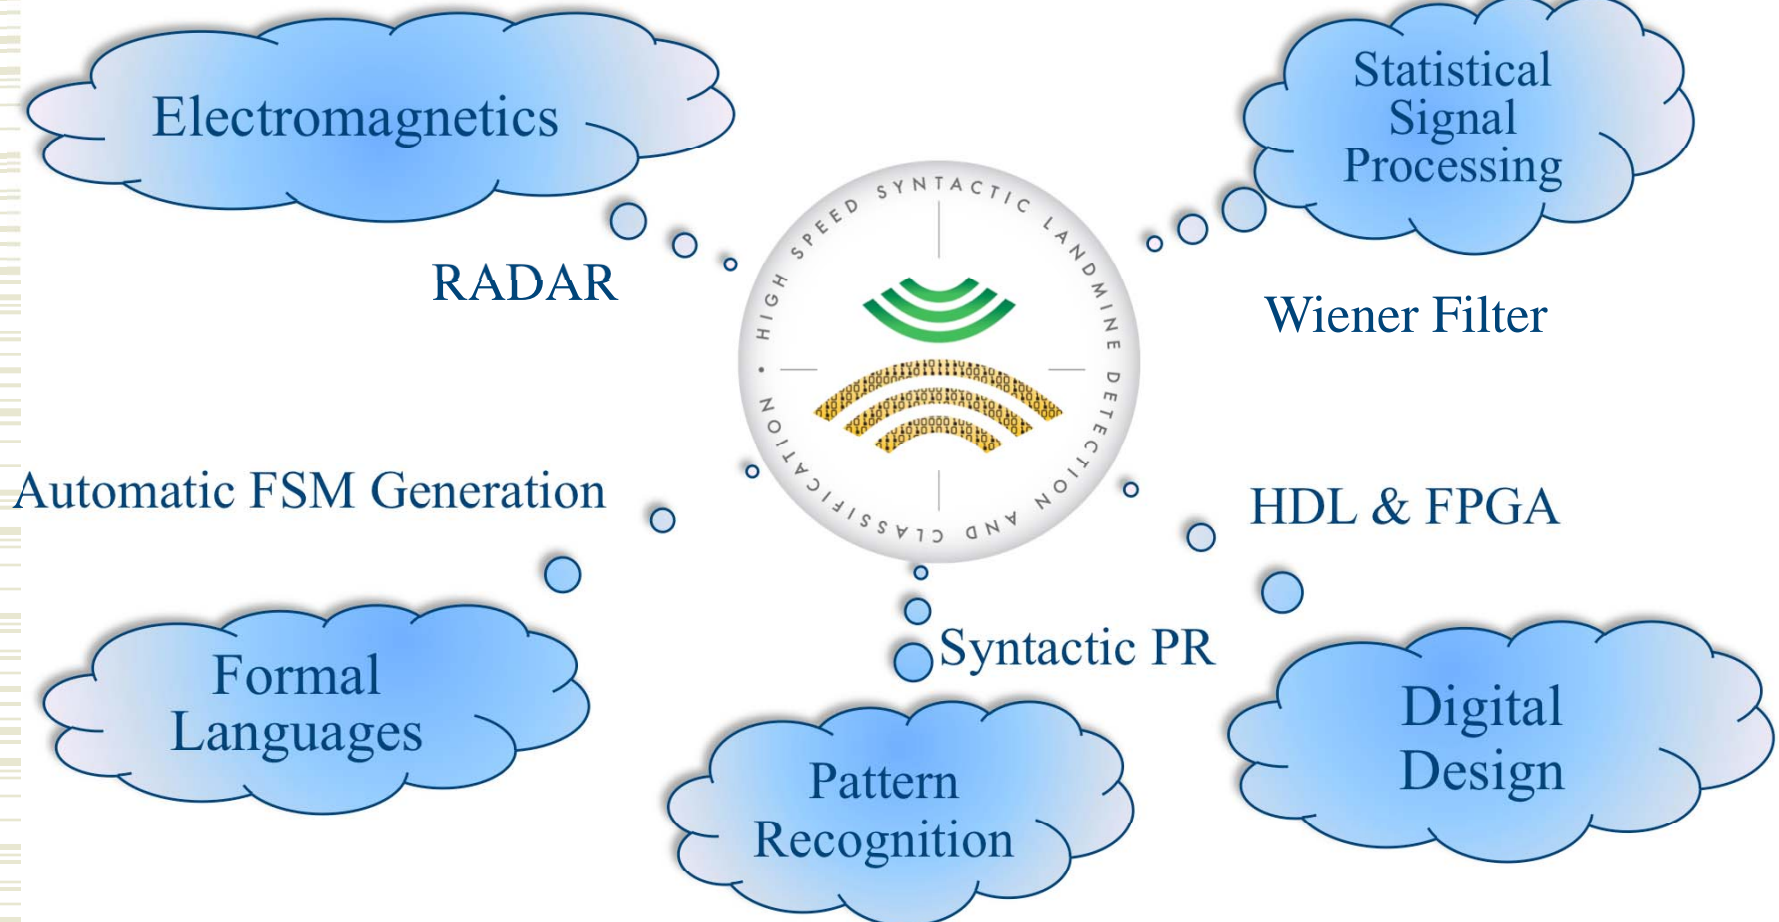 Electromagnetics
Statistical
Signal
Processing
RADAR
Wiener Filter
• HIGH SPEED SYNTACTIC LANDMINE DETECTION AND CLASSIFICATION
Automatic FSM Generation
HDL & FPGA
Syntactic PR
Formal
Languages
Pattern
Recognition
Digital
Design